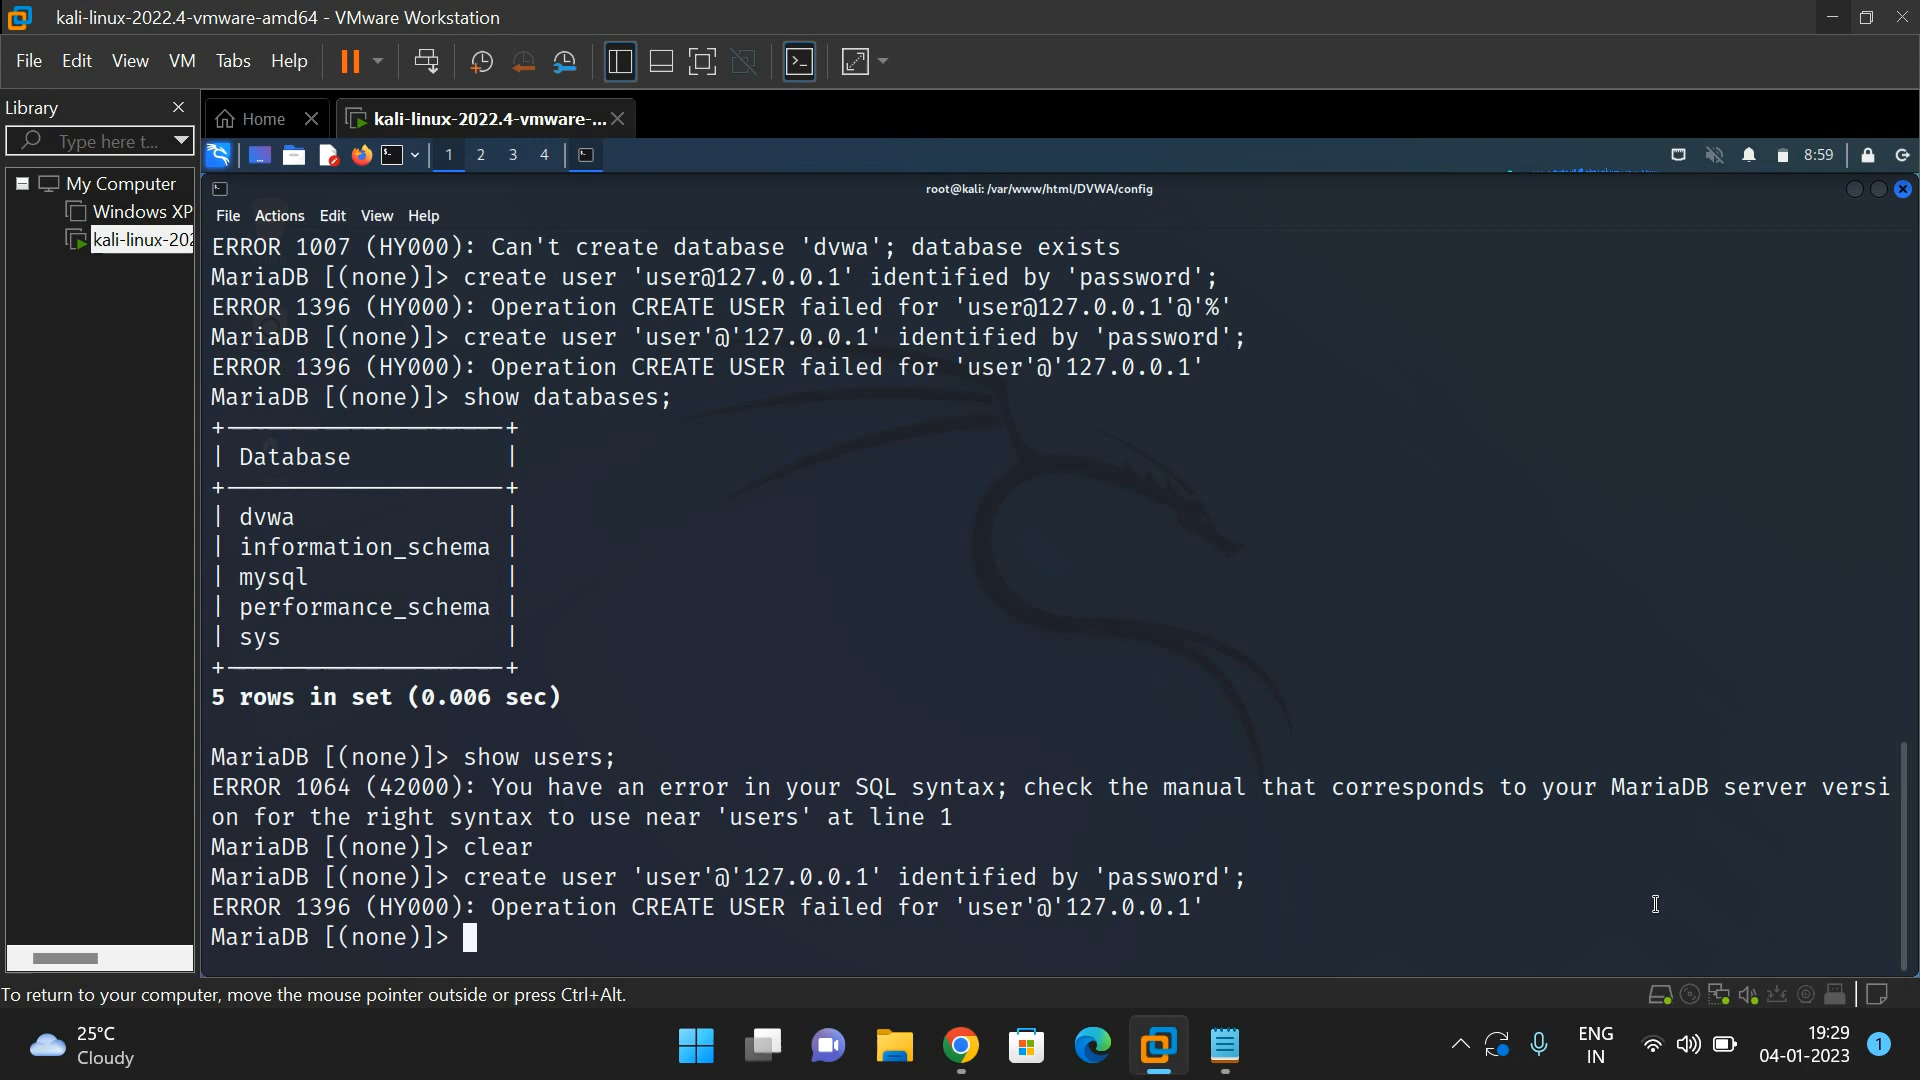 kali-linux-2022.4-vmware-amd64 - VMware Workstation
File Edit View VM Tabs Help
Library
Home
kali-linux-2022.4-vmware-...
Type here t...
1 2 3 4
8:59
My Computer
Windows XP
kali-linux-202
root@kali: /var/www/html/DVWA/config
File Actions Edit View Help
ERROR 1007 (HY000): Can't create database 'dvwa'; database exists
MariaDB [(none)]> create user 'user@127.0.0.1' identified by 'password';
ERROR 1396 (HY000): Operation CREATE USER failed for 'user@127.0.0.1'@'%'
MariaDB [(none)]> create user 'user'@'127.0.0.1' identified by 'password';
ERROR 1396 (HY000): Operation CREATE USER failed for 'user'@'127.0.0.1'
MariaDB [(none)]> show databases;
| Database |
| dvwa |
| information_schema |
| mysql |
| performance_schema |
| sys |
5 rows in set (0.006 sec)
MariaDB [(none)]> show users;
ERROR 1064 (42000): You have an error in your SQL syntax; check the manual that corresponds to your MariaDB server versi
on for the right syntax to use near 'users' at line 1
MariaDB [(none)]> clear
MariaDB [(none)]> create user 'user'@'127.0.0.1' identified by 'password';
ERROR 1396 (HY000): Operation CREATE USER failed for 'user'@'127.0.0.1'
MariaDB [(none)]>
To return to your computer, move the mouse pointer outside or press Ctrl+Alt.
25°C
Cloudy
ENG
IN
19:29
04-01-2023
1